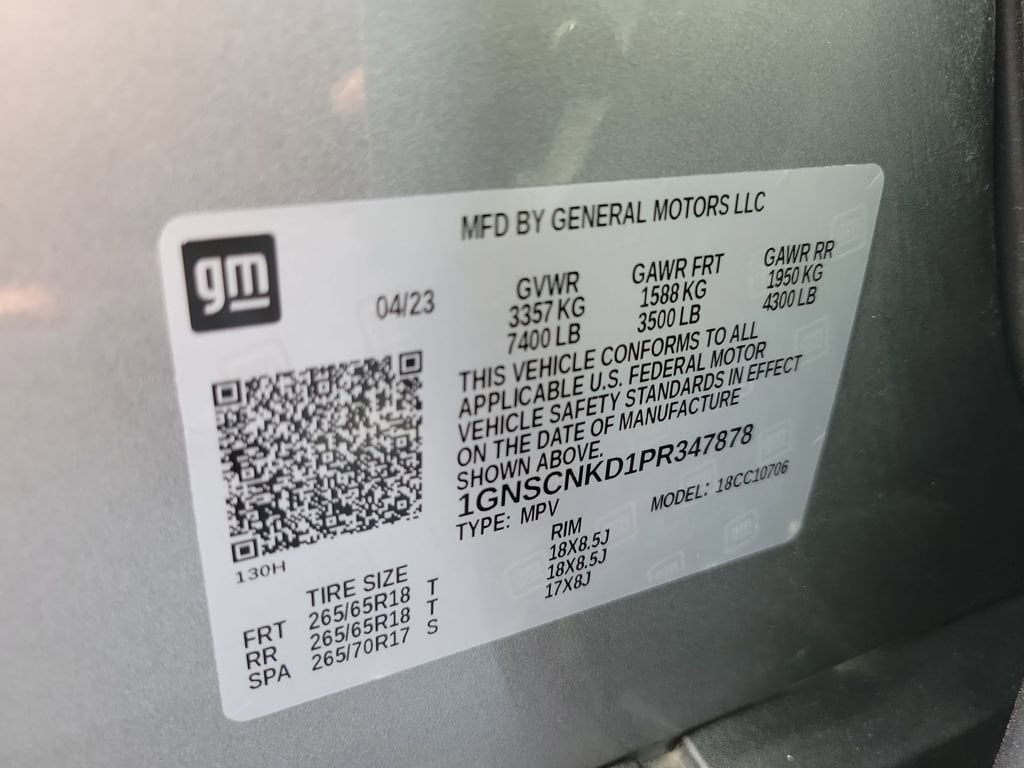 gm
MFD BY GENERAL MOTORS LLC
04/23
GVWR GAWR FRT GAWR RR
3357 KG 1588 KG 1950 KG
7400 LB 3500 LB 4300 LB
THIS VEHICLE CONFORMS TO ALL
APPLICABLE U.S. FEDERAL MOTOR
VEHICLE SAFETY STANDARDS IN EFFECT
ON THE DATE OF MANUFACTURE
SHOWN ABOVE.
1GNSCNKD1PR347878
TYPE: MPV MODEL: 18CC10706
130H
TIRE SIZE RIM
FRT 265/65R18 T 18X8.5J
RR 265/65R18 T 18X8.5J
SPA 265/70R17 S 17X8J